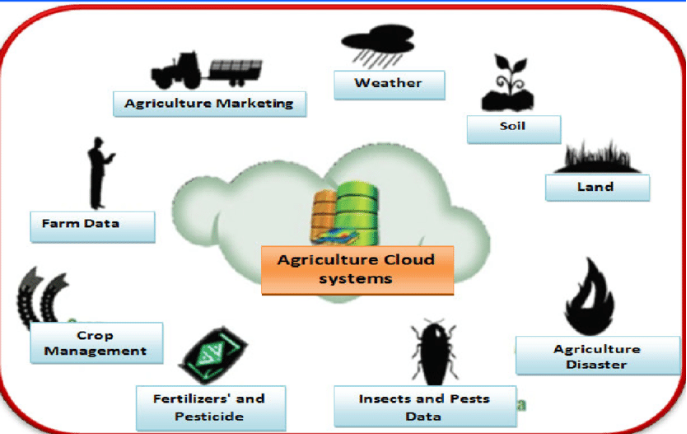 Weather
Agriculture Marketing
Soil
Land
Farm Data
Agriculture Cloud
systems
Crop
Management
Agriculture
Disaster
Fertilizers' and
Pesticide
Insects and Pests
Data
a